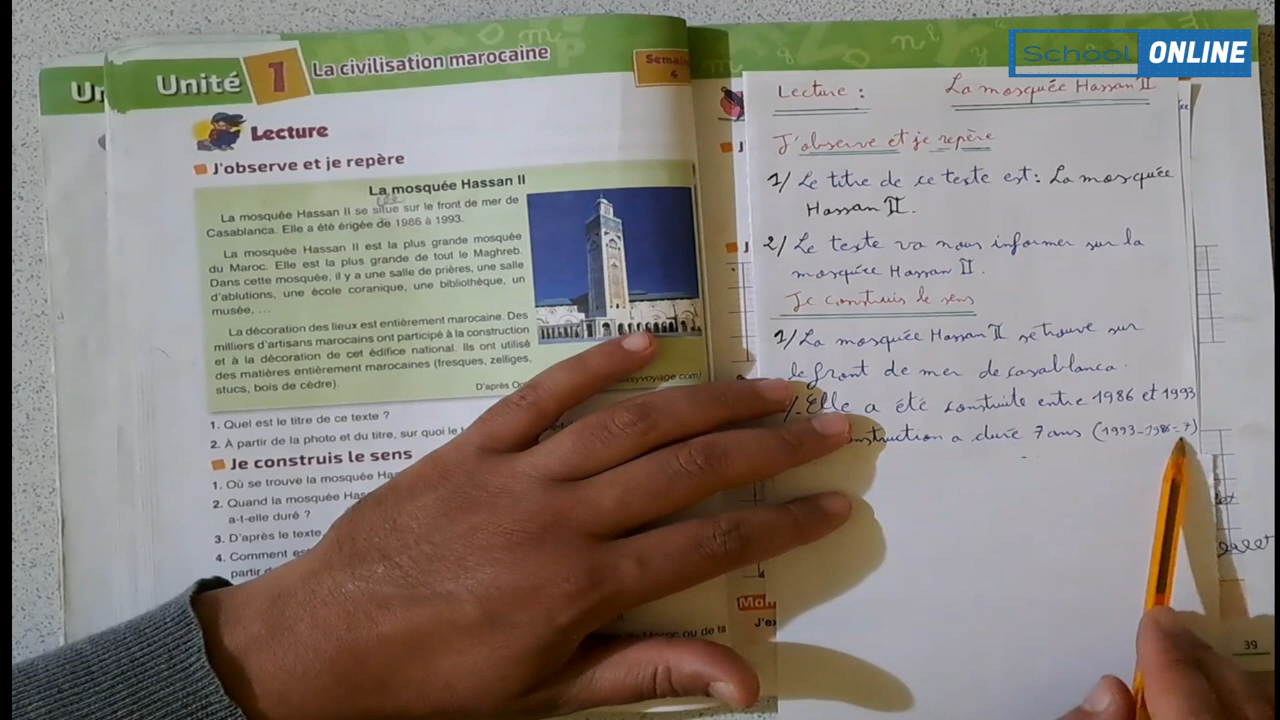 School ONLINE
Unité 1 La civilisation marocaine
Semaine 4
Lecture
J'observe et je repère
La mosquée Hassan II
La mosquée Hassan II se situe sur le front de mer de
Casablanca. Elle a été érigée de 1986 à 1993.
La mosquée Hassan II est la plus grande mosquée
du Maroc. Elle est la plus grande de tout le Maghreb.
Dans cette mosquée, il y a une salle de prières, une salle
d'ablutions, une école coranique, une bibliothèque, un
musée, ...
La décoration des lieux est entièrement marocaine. Des
milliers d'artisans marocains ont participé à la construction
et à la décoration de cet édifice national. Ils ont utilisé
des matières entièrement marocaines (fresques, zelliges,
stucs, bois de cèdre).
D'après
asyvoyage.com)
1. Quel est le titre de ce texte ?
2. À partir de la photo et du titre, sur quoi le
Je construis le sens
1. Où se trouve la mosquée
2. Quand la mosquée
a-t-elle duré ?
3. D'après le texte,
4. Comment
partir
Maroc ou de
Lecture : La mosquée Hassan II
J'observe et je repère
1/ Le titre de ce texte est : La mosquée
Hassan II.
2/ Le texte va nous informer sur la
mosquée Hassan II.
Je construis le sens
1/ La mosquée Hassan II se trouve sur
le front de mer de casablanca.
/. Elle a été construite entre 1986 et 1993
nstruction a duré 7 ans (1993-1986=7)
J'ex
39